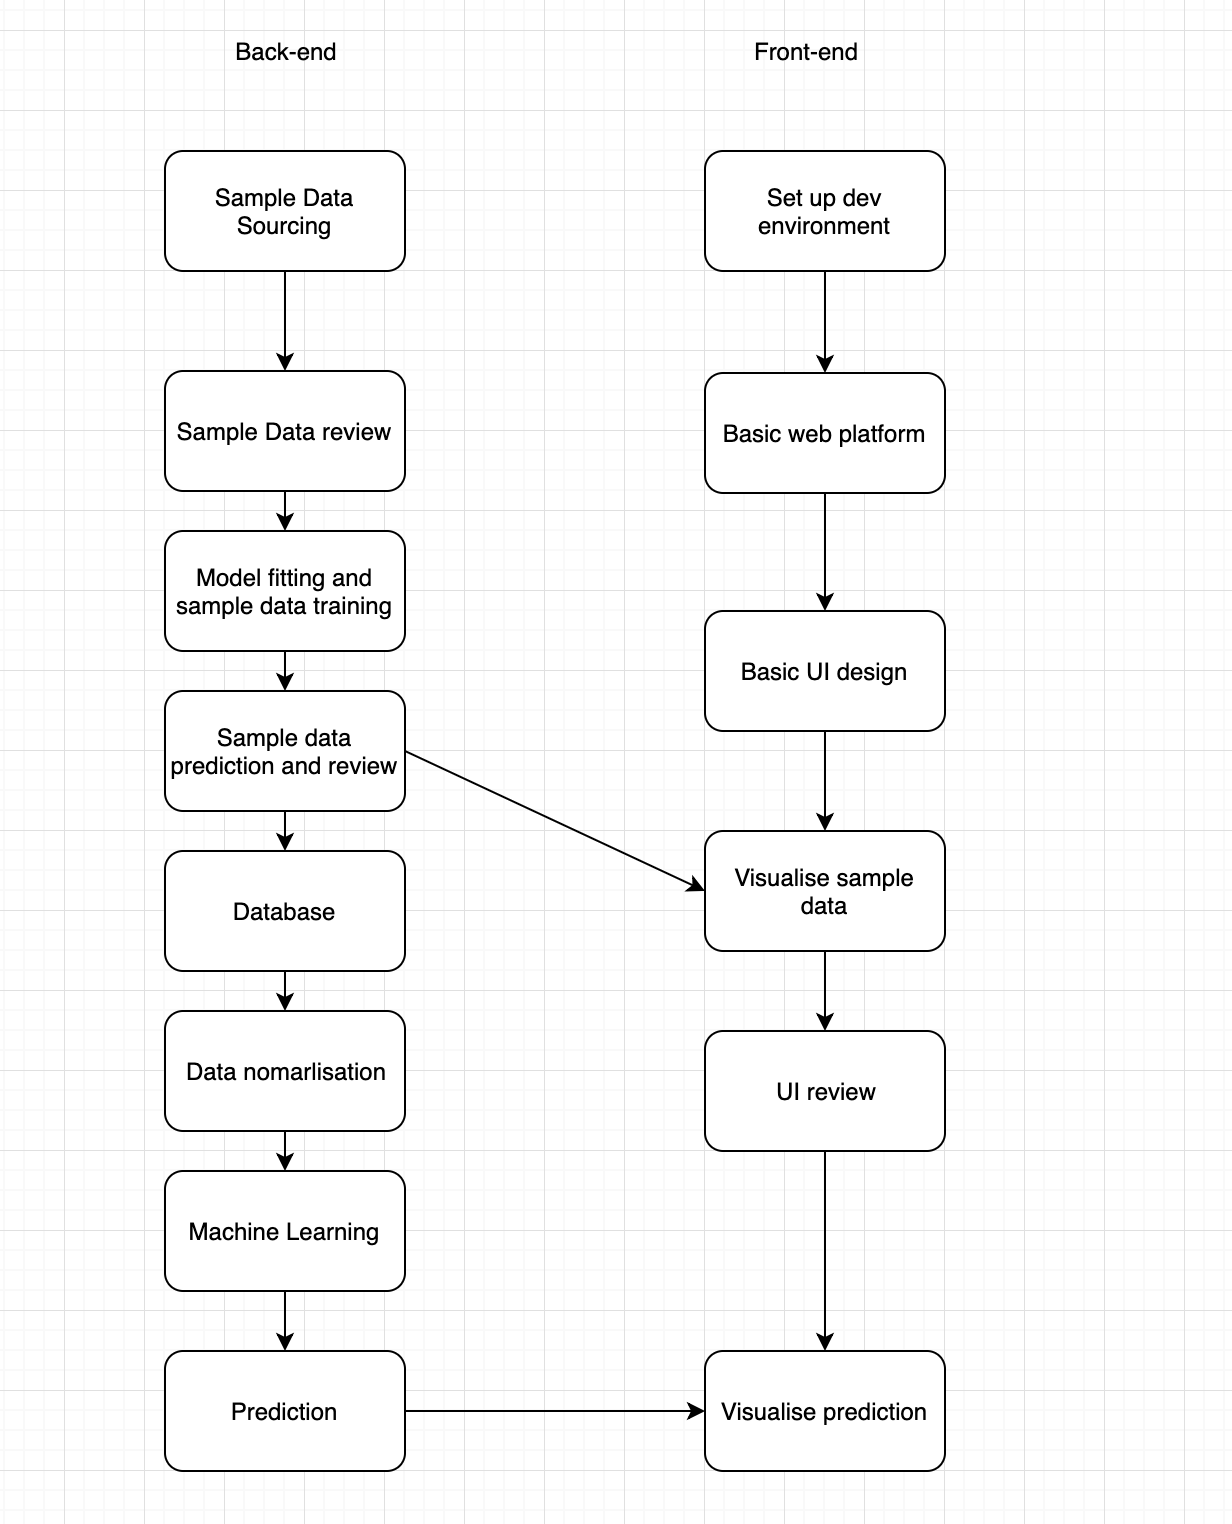 Back-end
Front-end
Sample Data
Sourcing
Sample Data review
Model fitting and
sample data training
Sample data
prediction and review
Database
Data nomarlisation
Machine Learning
Prediction
Set up dev
environment
Basic web platform
Basic UI design
Visualise sample
data
UI review
Visualise prediction